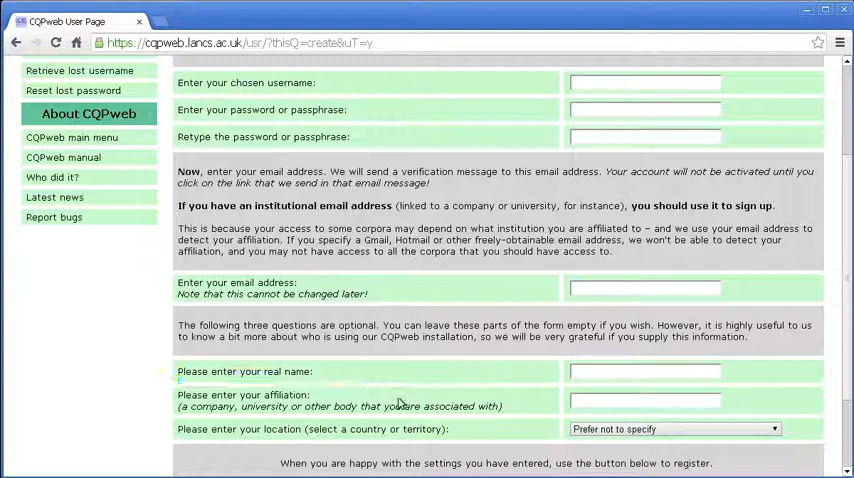 CQPweb User Page
https://cqpweb.lancs.ac.uk/usr/?thisQ=create&uT=y
Retrieve lost username
Reset lost password
About CQPweb
CQPweb main menu
CQPweb manual
Who did it?
Latest news
Report bugs
Enter your chosen username:
Enter your password or passphrase:
Retype the password or passphrase:
Now, enter your email address. We will send a verification message to this email address. Your account will not be activated until you
click on the link that we send in that email message!
If you have an institutional email address (linked to a company or university, for instance), you should use it to sign up.
This is because your access to some corpora may depend on what institution you are affiliated to – and we use your email address to
detect your affiliation. If you specify a Gmail, Hotmail or other freely-obtainable email address, we won't be able to detect your
affiliation, and you may not have access to all the corpora that you should have access to.
Enter your email address:
Note that this cannot be changed later!
The following three questions are optional. You can leave these parts of the form empty if you wish. However, it is highly useful to us
to know a bit more about who is using our CQPweb installation, so we will be very grateful if you supply this information.
Please enter your real name:
Please enter your affiliation:
(a company, university or other body that you are associated with)
Please enter your location (select a country or territory):
Prefer not to specify
When you are happy with the settings you have entered, use the button below to register.